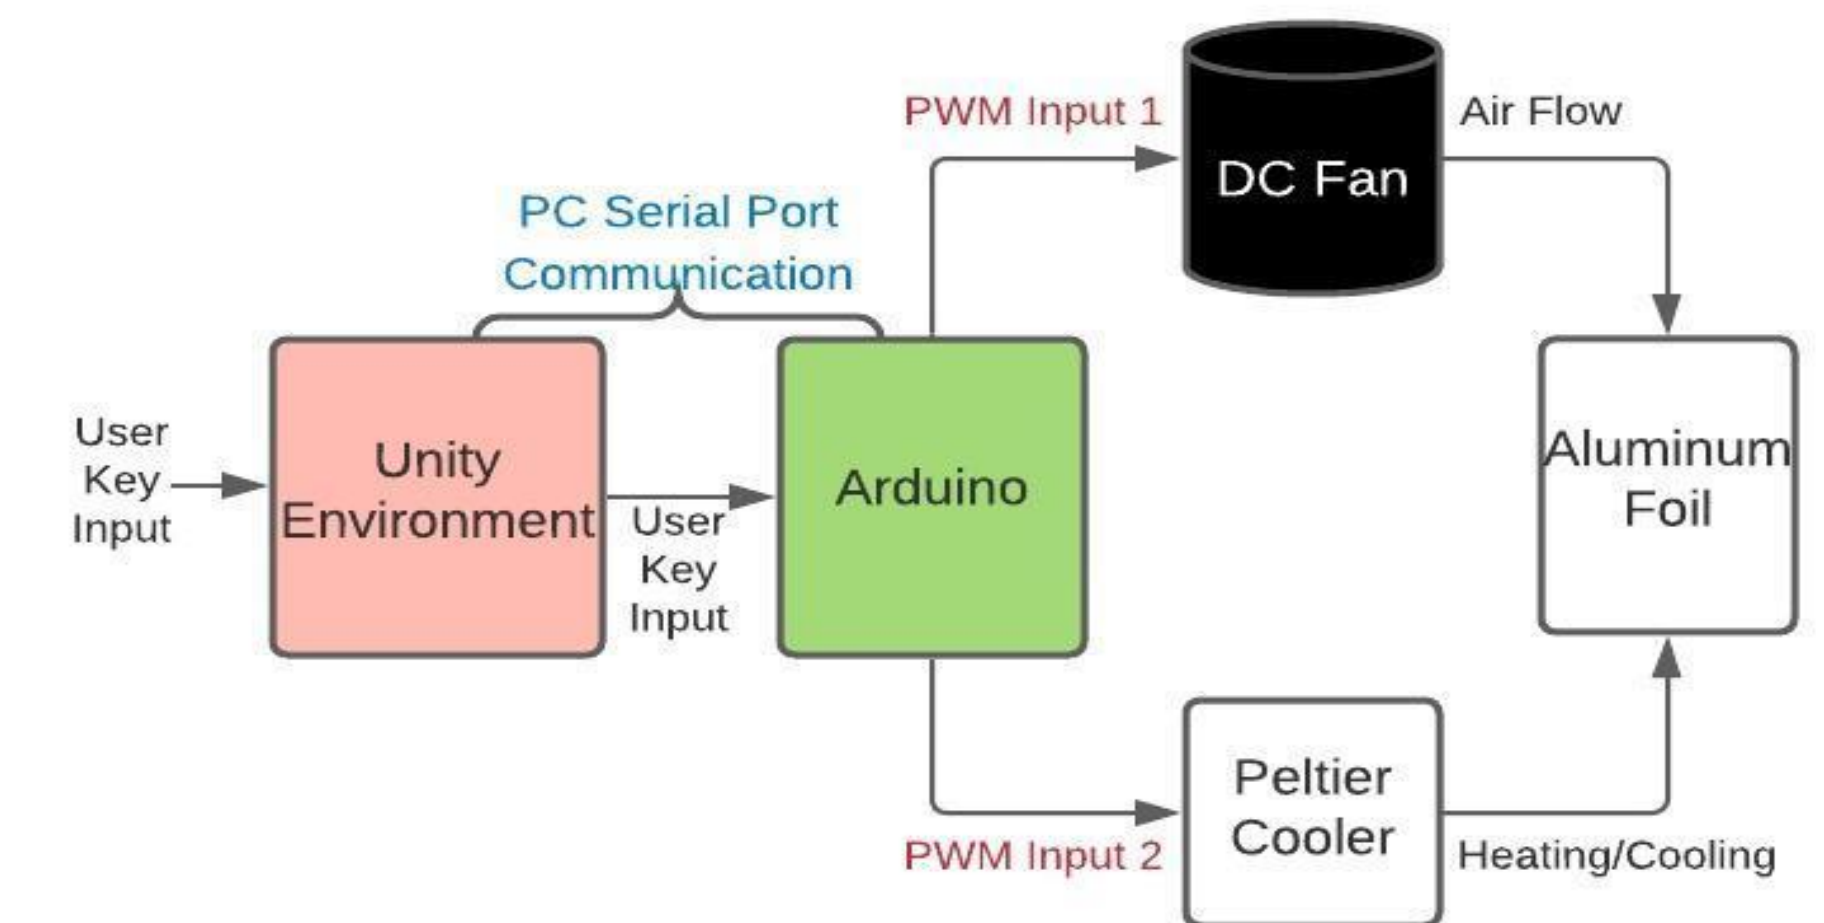 PWM Input 1
DC Fan
Air Flow
PC Serial Port
Communication
User
Key
Input
Unity
Environment
User
Key
Input
Arduino
Aluminum
Foil
PWM Input 2
Peltier
Cooler
Heating/Cooling